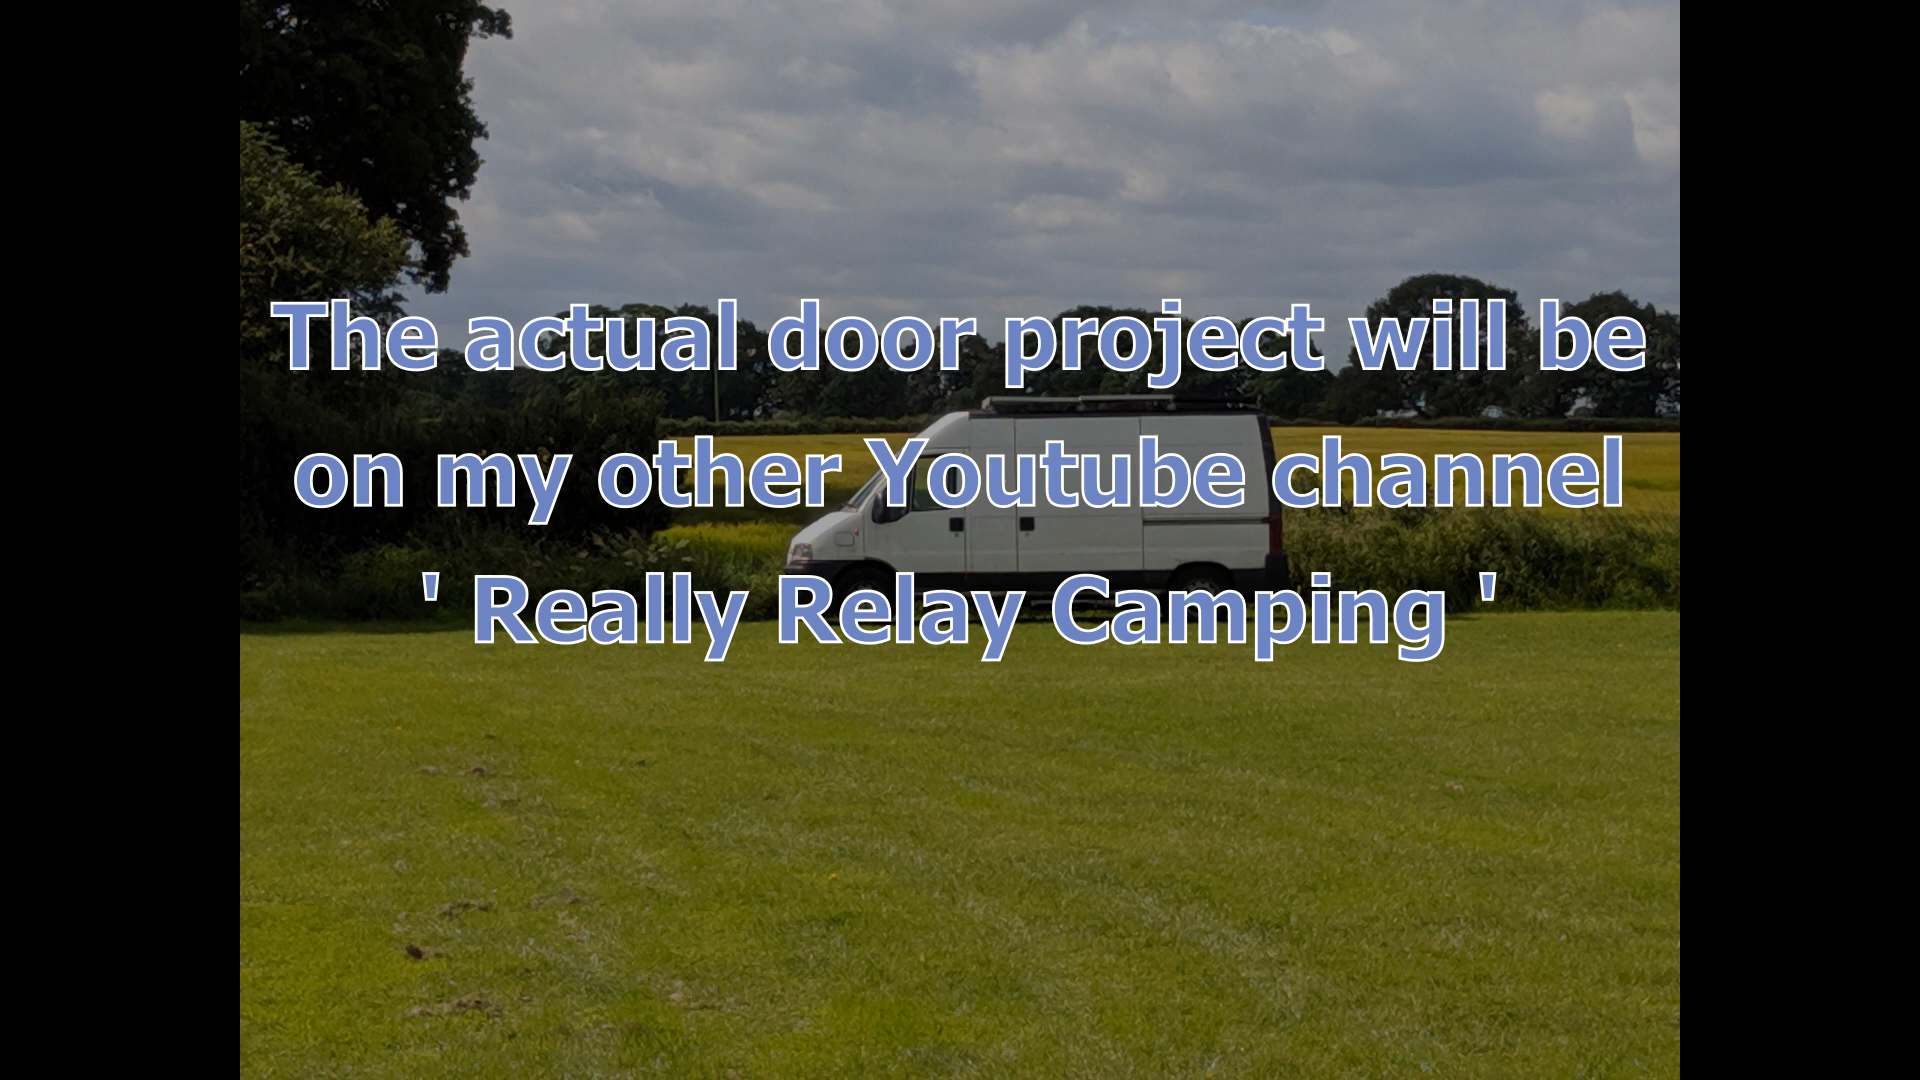 The actual door project will be
on my other Youtube channel
' Really Relay Camping '